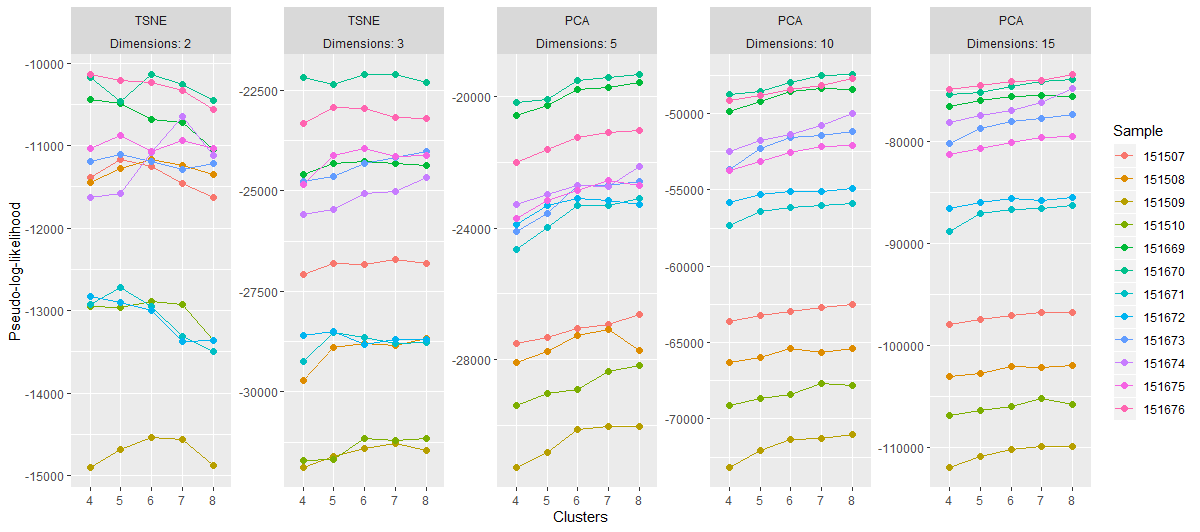 TSNE
Dimensions: 2
TSNE
Dimensions: 3
PCA
Dimensions: 5
PCA
Dimensions: 10
PCA
Dimensions: 15
Pseudo-log-likelihood
-10000
-11000
-12000
-13000
-14000
-15000
-22500
-25000
-27500
-30000
-20000
-24000
-28000
-50000
-55000
-60000
-65000
-70000
-80000
-90000
-100000
-110000
4 5 6 7 8
4 5 6 7 8
4 5 6 7 8
4 5 6 7 8
4 5 6 7 8
Clusters
Sample
151507
151508
151509
151510
151669
151670
151671
151672
151673
151674
151675
151676